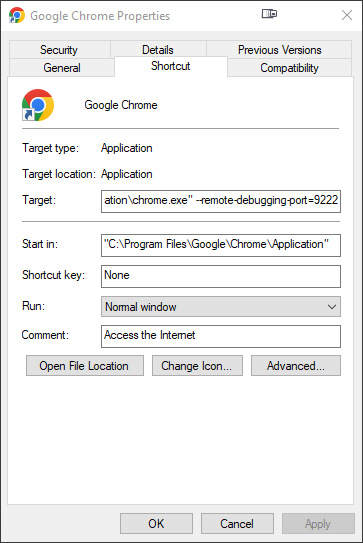 Google Chrome Properties
Security Details Previous Versions
General Shortcut Compatibility
Google Chrome
Target type: Application
Target location: Application
Target: ation\chrome.exe" --remote-debugging-port=9222
Start in: "C:\Program Files\Google\Chrome\Application"
Shortcut key: None
Run: Normal window
Comment: Access the Internet
Open File Location Change Icon... Advanced...
OK Cancel Apply